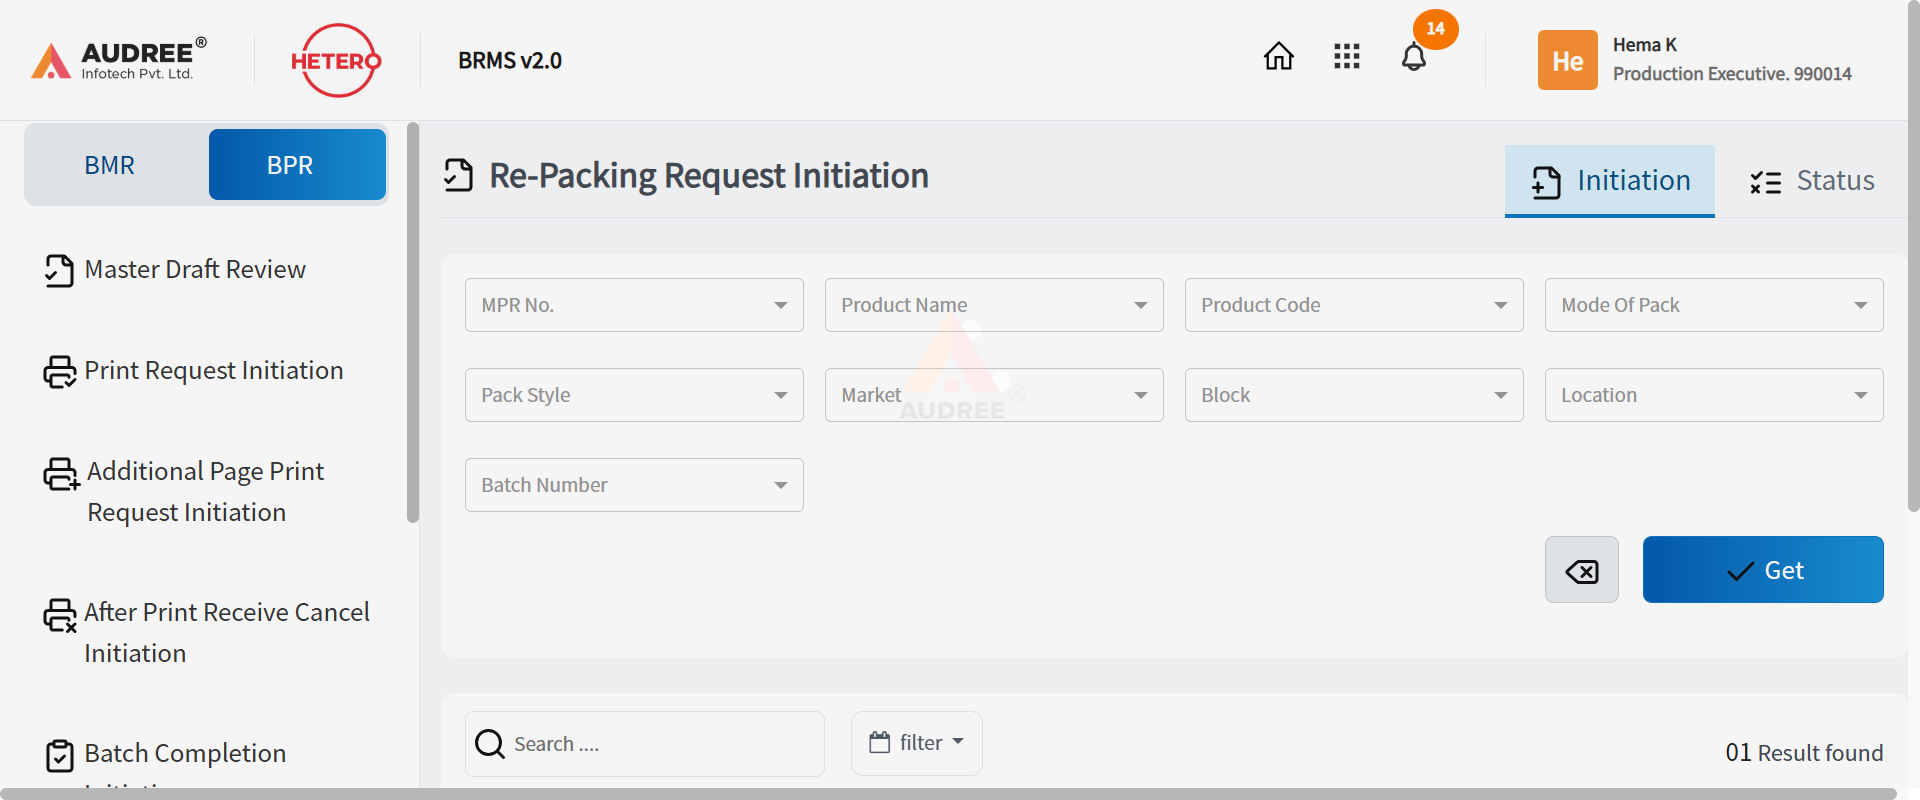 AUDREE®
Infotech Pvt. Ltd.
HETERO
BRMS v2.0
14
He
Hema K
Production Executive. 990014
BMR
BPR
Master Draft Review
Print Request Initiation
Additional Page Print
Request Initiation
After Print Receive Cancel
Initiation
Batch Completion
Re-Packing Request Initiation
Initiation
Status
MPR No.
Product Name
Product Code
Mode Of Pack
Pack Style
Market
Block
Location
AUDREE®
Batch Number
Get
Search ....
filter
01 Result found